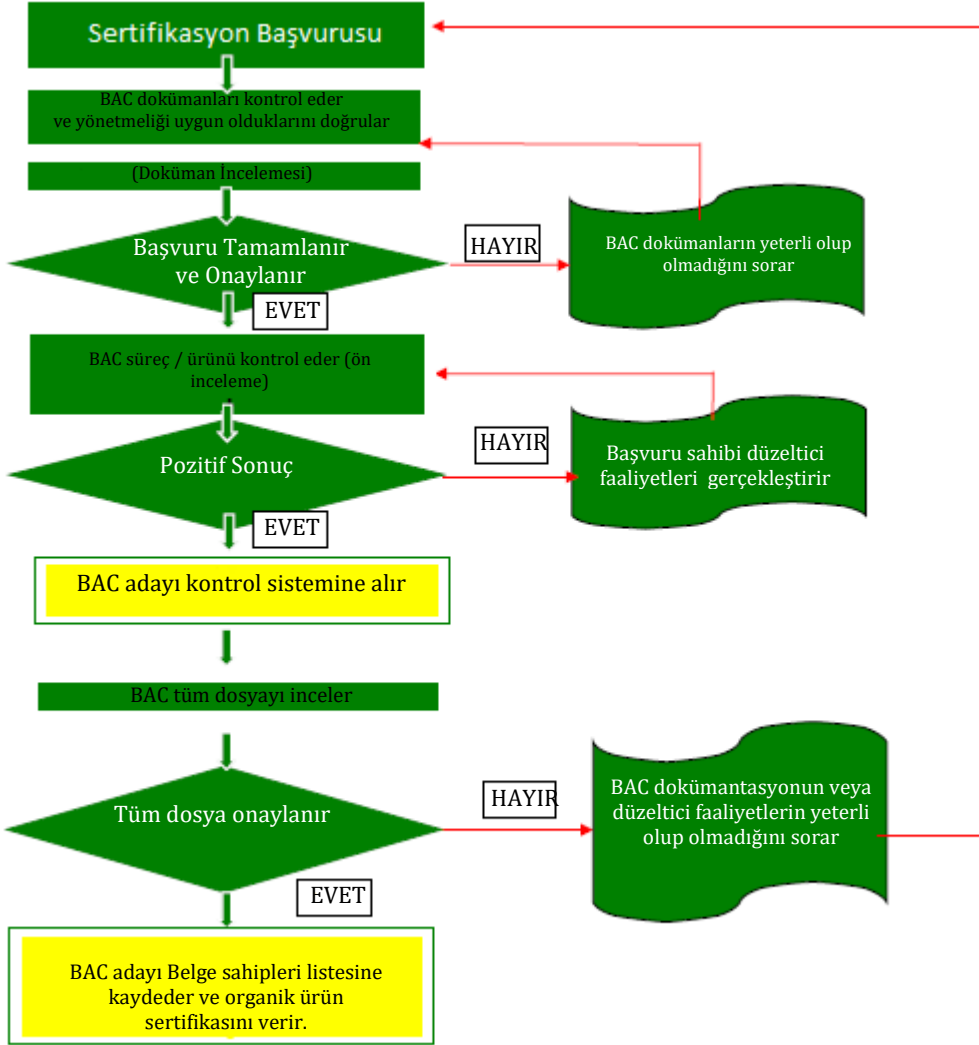 Sertifikasyon Başvurusu
BAC dokümanları kontrol eder
ve yönetmeliği uygun olduklarını doğrular
(Doküman İncelemesi)
Başvuru Tamamlanır
ve Onaylanır
HAYIR
BAC dokümanların yeterli olup
olmadığını sorar
EVET
BAC süreç / ürünü kontrol eder (ön
inceleme)
Pozitif Sonuç
HAYIR
Başvuru sahibi düzeltici
faaliyetleri gerçekleştirir
EVET
BAC adayı kontrol sistemine alır
BAC tüm dosyayı inceler
Tüm dosya onaylanır
HAYIR
BAC dokümantasyonun veya
düzeltici faaliyetlerin yeterli
olup olmadığını sorar
EVET
BAC adayı Belge sahipleri listesine
kaydeder ve organik ürün
sertifikasını verir.